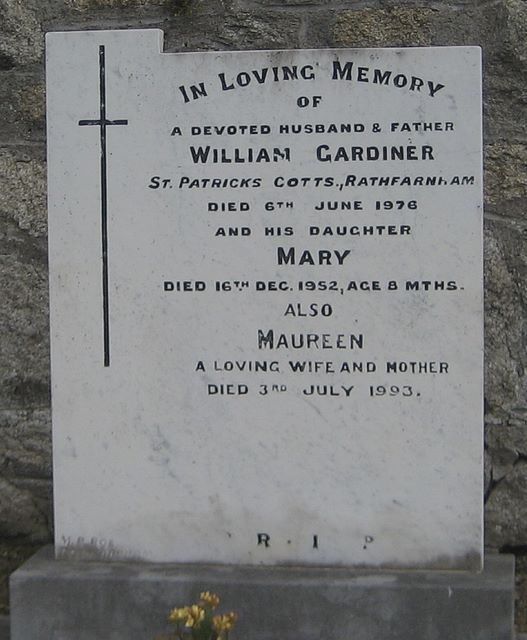 IN LOVING MEMORY
OF
A DEVOTED HUSBAND & FATHER
WILLIAM GARDINER
ST. PATRICKS COTTS., RATHFARNHAM
DIED 6TH JUNE 1976
AND HIS DAUGHTER
MARY
DIED 16TH DEC. 1952, AGE 8 MTHS.
ALSO
MAUREEN
A LOVING WIFE AND MOTHER
DIED 3RD JULY 1993.
R. I P